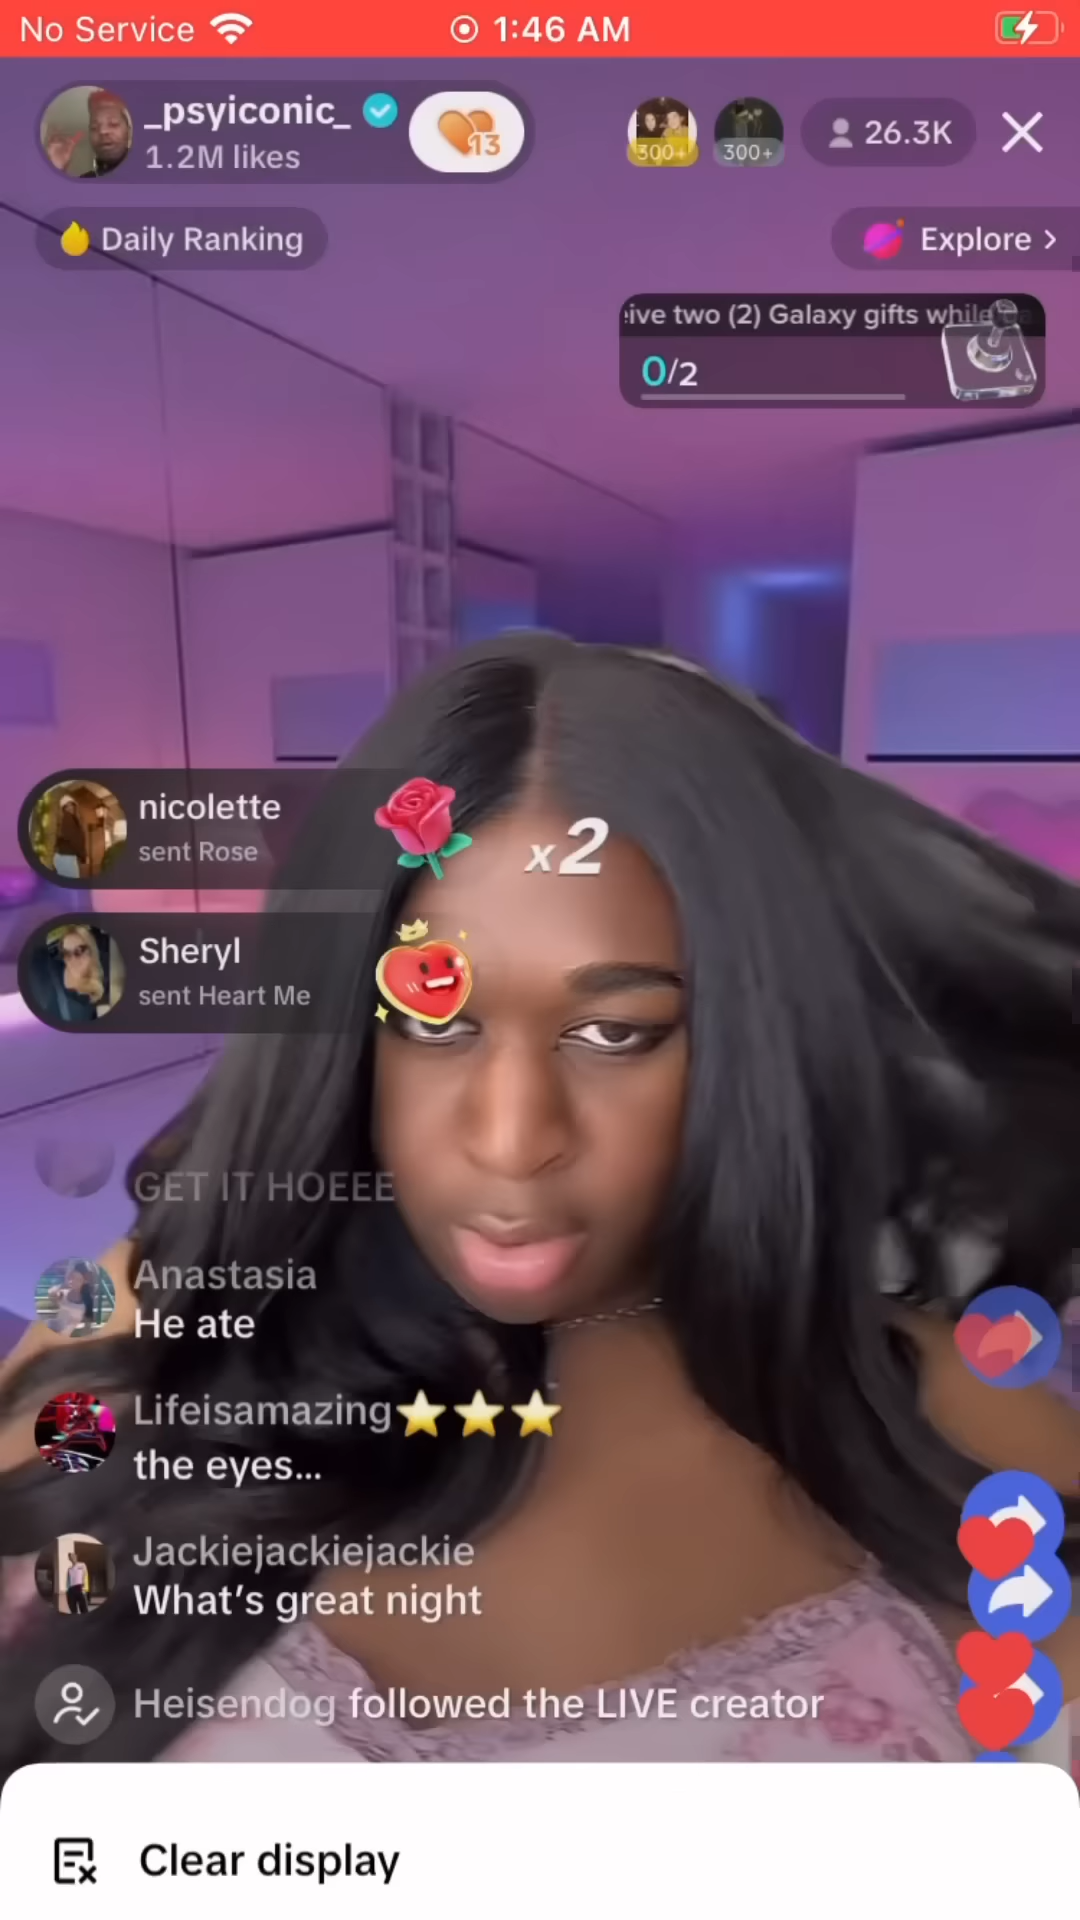 No Service 1:46 AM
_psyiconic_
1.2M likes
13
300+ 300+
26.3K
Daily Ranking
Explore >
ive two (2) Galaxy gifts while
0/2
nicolette
sent Rose
x2
Sheryl
sent Heart Me
GET IT HOEEE
Anastasia
He ate
Lifeisamazing⭐⭐⭐
the eyes...
Jackiejackiejackie
What's great night
Heisendog followed the LIVE creator
Clear display